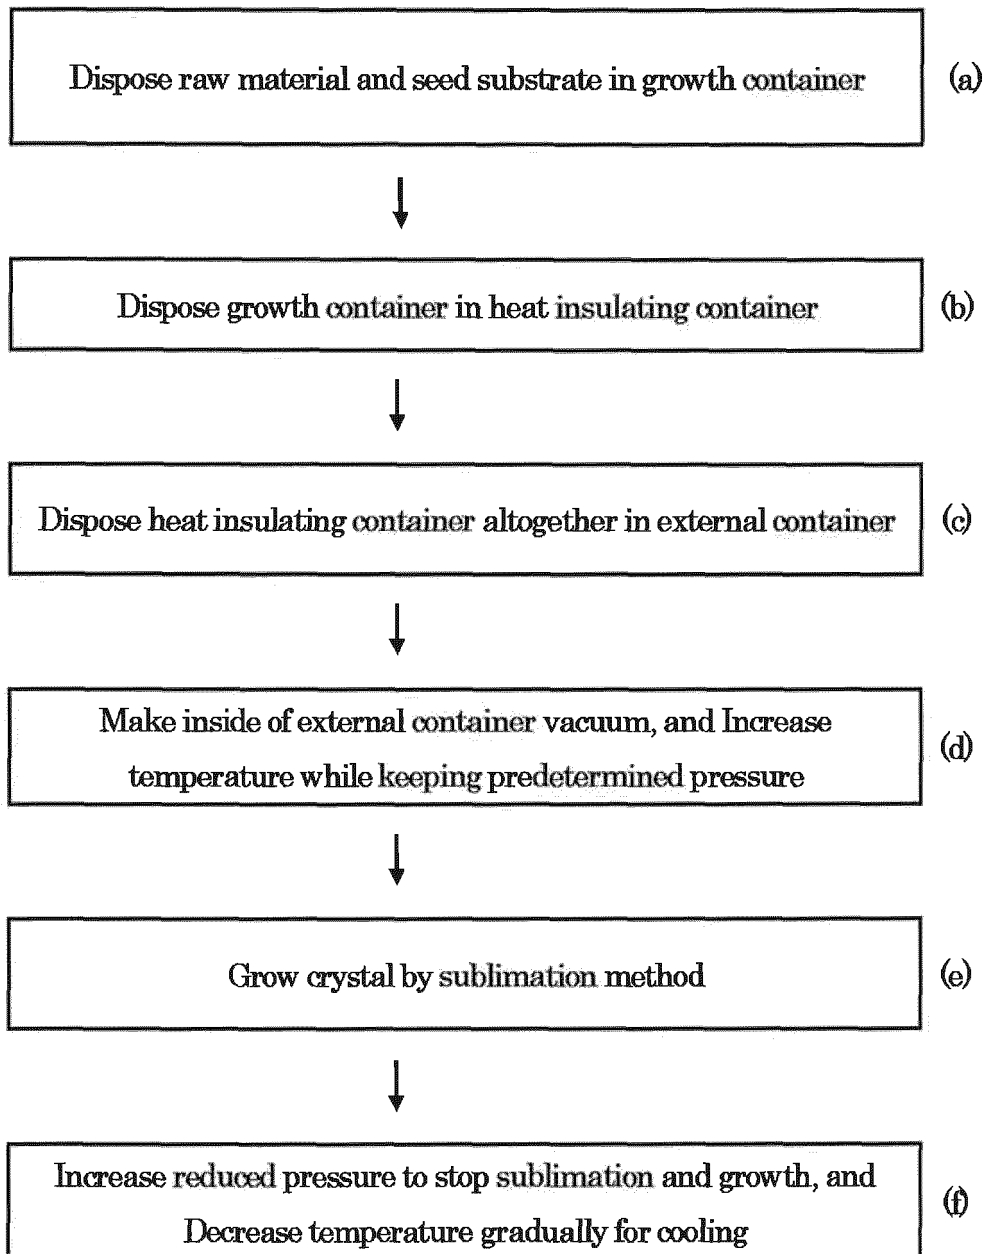 Dispose raw material and seed substrate in growth container (a)
Dispose growth container in heat insulating container (b)
Dispose heat insulating container altogether in external container (c)
Make inside of external container vacuum, and Increase
temperature while keeping predetermined pressure
(d)
Grow crystal by sublimation method (e)
Increase reduced pressure to stop sublimation and growth, and
Decrease temperature gradually for cooling
(f)